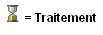 = Traitement